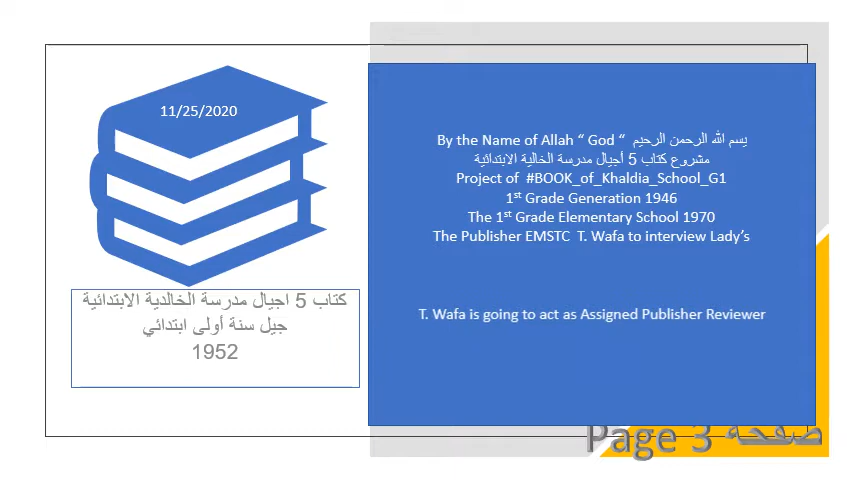 11/25/2020
كتاب 5 اجيال مدرسة الخالدية الابتدائية
جيل سنة أولى ابتدائي
1952
By the Name of Allah “ God “ بسم الله الرحمن الرحيم
مشروع كتاب 5 أجيال مدرسة الخالية الابتدائية
Project of #BOOK_of_Khaldia_School_G1
1st Grade Generation 1946
The 1st Grade Elementary School 1970
The Publisher EMSTC T. Wafa to interview Lady’s
T. Wafa is going to act as Assigned Publisher Reviewer
Page 3 صفحة